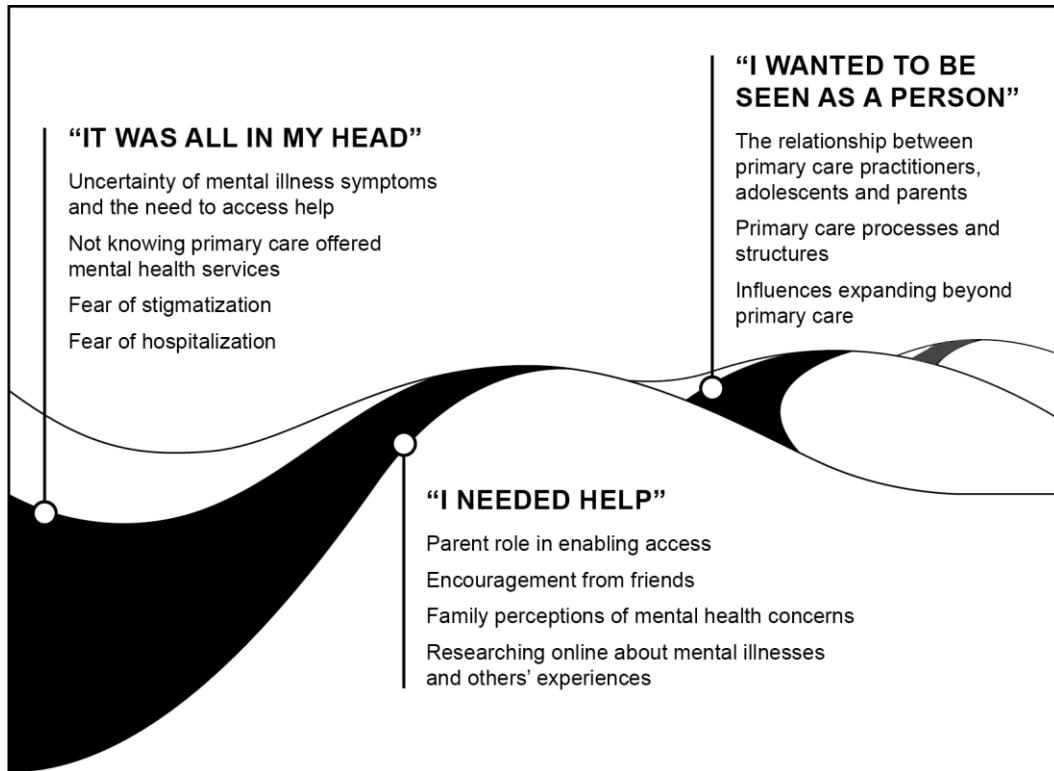 “IT WAS ALL IN MY HEAD”
Uncertainty of mental illness symptoms
and the need to access help
Not knowing primary care offered
mental health services
Fear of stigmatization
Fear of hospitalization
“I NEEDED HELP”
Parent role in enabling access
Encouragement from friends
Family perceptions of mental health concerns
Researching online about mental illnesses
and others’ experiences
“I WANTED TO BE
SEEN AS A PERSON”
The relationship between
primary care practitioners,
adolescents and parents
Primary care processes and
structures
Influences expanding beyond
primary care